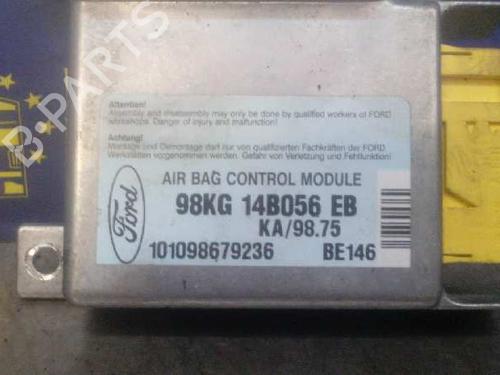 B-PARTS
Attention!
Assembly and disassembly may only be done by qualified workers of FORD
workshops. Danger of injury and malfunction!
Achtung!
Montage und Demontage darf nur von qualifizierten Fachkräften der FORD
Werkstätten vorgenommen werden. Gefahr von Verletzung und Fehlfunktion!
Ford
AIR BAG CONTROL MODULE
98KG 14B056 EB
KA/98.75
101098679236 BE146